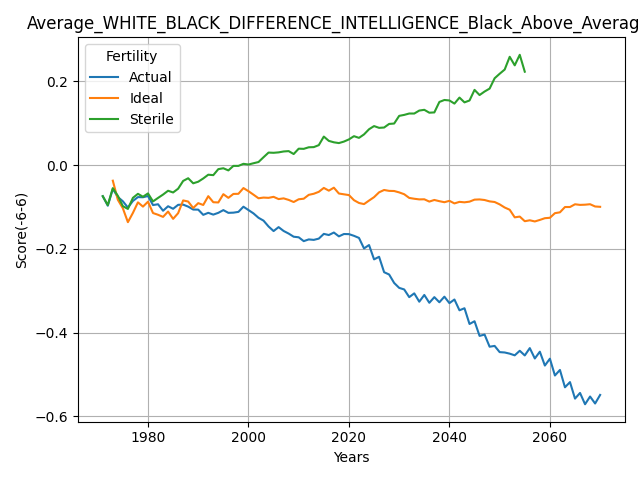 Average_WHITE_BLACK_DIFFERENCE_INTELLIGENCE_Black_Above_Averag
Fertility
Actual
Ideal
Sterile
Score(-6-6)
0.2
0.0
−0.2
−0.4
−0.6
1980 2000 2020 2040 2060
Years